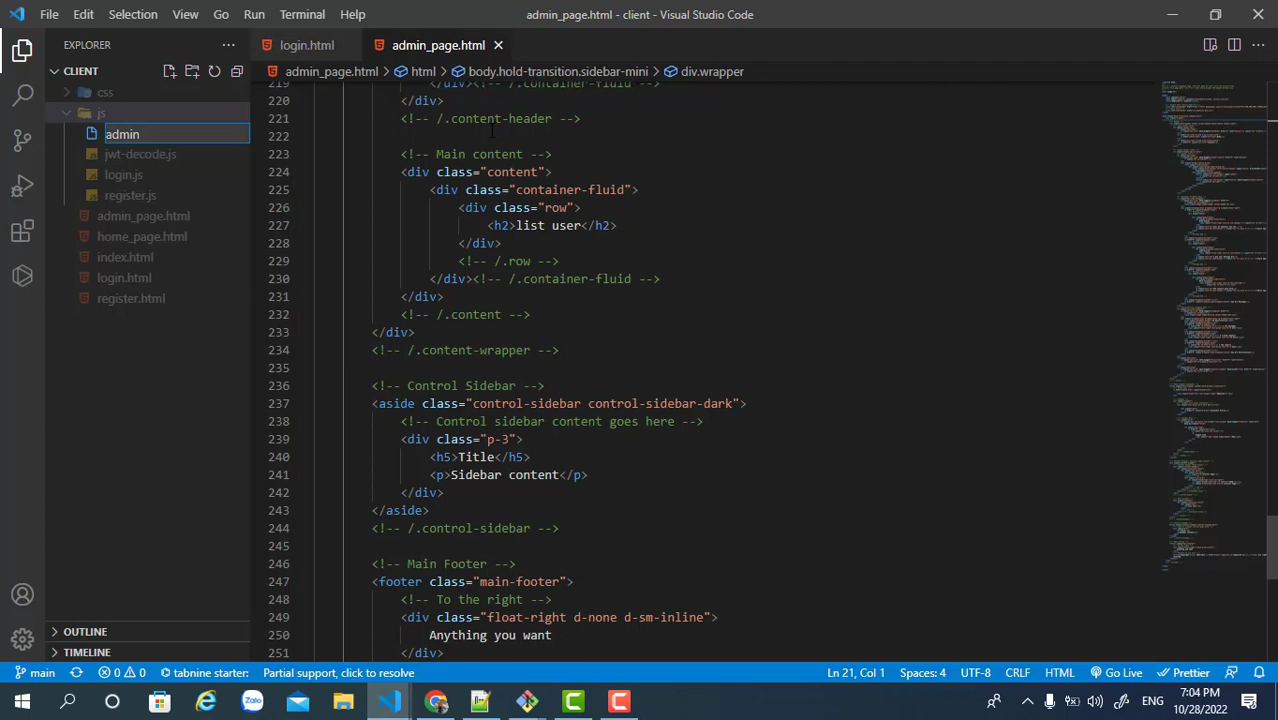 File Edit Selection View Go Run Terminal Help
admin_page.html - client - Visual Studio Code
EXPLORER
CLIENT
css
js
admin
jwt-decode.js
login.js
register.js
admin_page.html
home_page.html
index.html
login.html
register.html
OUTLINE
TIMELINE
login.html
admin_page.html
admin_page.html > html > body.hold-transition.sidebar-mini > div.wrapper
219 </div><!-- /.container-fluid -->
220 </div>
221 <!-- /.content-header -->
222
223 <!-- Main content -->
224 <div class="content">
225 <div class="container-fluid">
226 <div class="row">
227 <h2>list user</h2>
228 </div>
229 <!-- /.row -->
230 </div><!-- /.container-fluid -->
231 </div>
232 <!-- /.content -->
233 </div>
234 <!-- /.content-wrapper -->
235
236 <!-- Control Sidebar -->
237 <aside class="control-sidebar control-sidebar-dark">
238 <!-- Control sidebar content goes here -->
239 <div class="p-3">
240 <h5>Title</h5>
241 <p>Sidebar content</p>
242 </div>
243 </aside>
244 <!-- /.control-sidebar -->
245
246 <!-- Main Footer -->
247 <footer class="main-footer">
248 <!-- To the right -->
249 <div class="float-right d-none d-sm-inline">
250 Anything you want
251 </div>
main 0 0 tabnine starter: Partial support, click to resolve
Ln 21, Col 1 Spaces: 4 UTF-8 CRLF HTML Go Live Prettier
Zalo
ENG
7:04 PM
10/28/2022